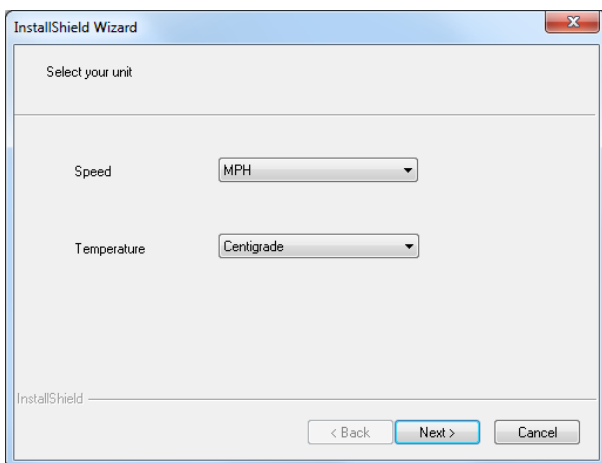 InstallShield Wizard
Select your unit
Speed MPH
Temperature Centigrade
InstallShield
< Back Next > Cancel